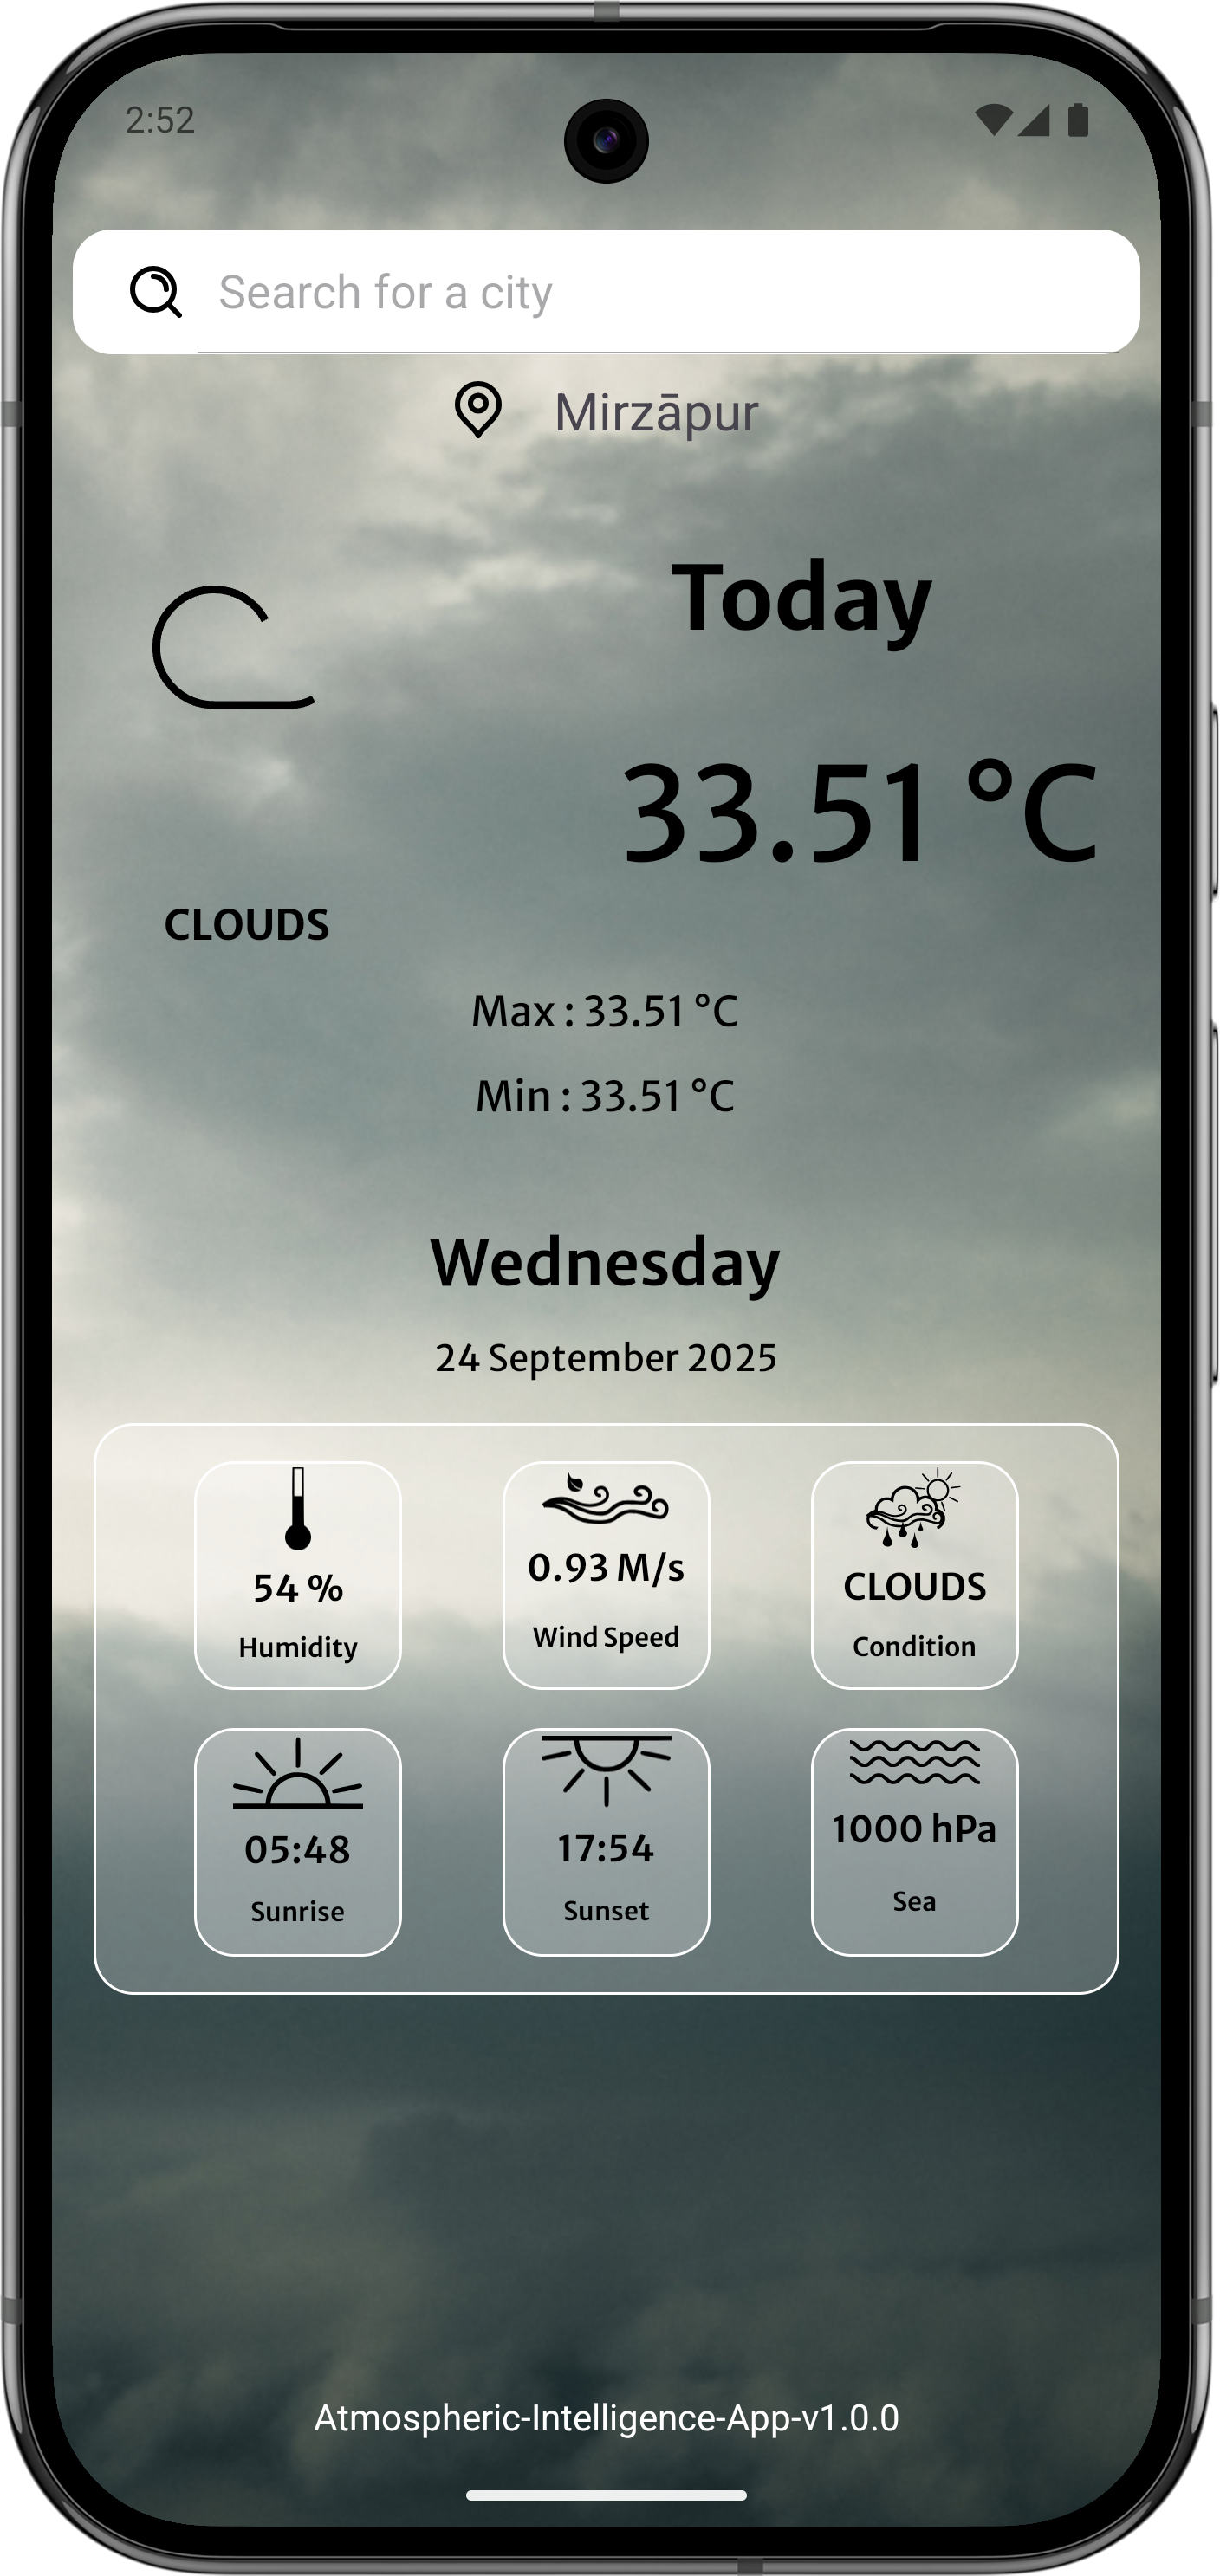 2:52
Search for a city
Mirzāpur
Today
33.51 °C
CLOUDS
Max : 33.51 °C
Min : 33.51 °C
Wednesday
24 September 2025
54 %
Humidity
0.93 M/s
Wind Speed
CLOUDS
Condition
05:48
Sunrise
17:54
Sunset
1000 hPa
Sea
Atmospheric-Intelligence-App-v1.0.0